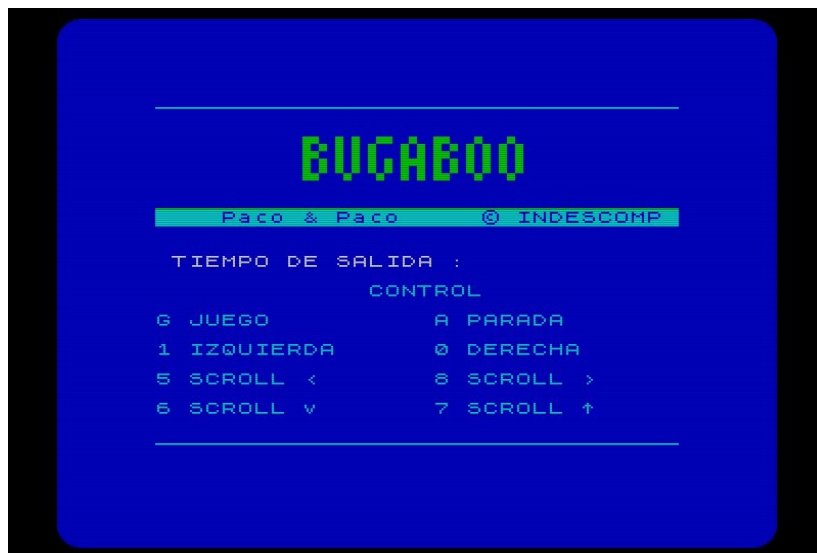 BUGABOO
Paco & Paco © INDESCOMP
TIEMPO DE SALIDA :
CONTROL
G JUEGO A PARADA
1 IZQUIERDA 0 DERECHA
5 SCROLL < 8 SCROLL >
6 SCROLL v 7 SCROLL ↑